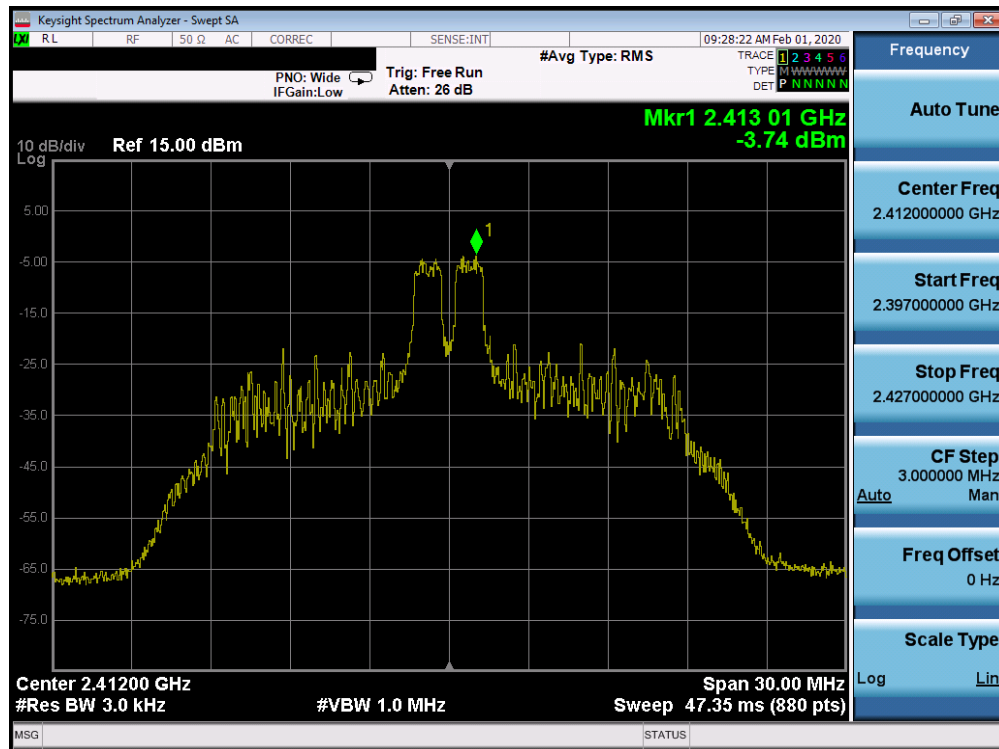 Keysight Spectrum Analyzer - Swept SA
LXI RL RF 50 Ω AC CORREC SENSE:INT 09:28:22 AM Feb 01, 2020
Frequency
#Avg Type: RMS
TRACE 1 2 3 4 5 6
PNO: Wide
Trig: Free Run
TYPE M WWWWW
IFGain:Low
Atten: 26 dB
DET P N N N N N
Auto Tune
Mkr1 2.413 01 GHz
-3.74 dBm
10 dB/div
Ref 15.00 dBm
Log
1
5.00
-5.00
-15.0
-25.0
-35.0
-45.0
-55.0
-65.0
-75.0
Center Freq
2.412000000 GHz
Start Freq
2.397000000 GHz
Stop Freq
2.427000000 GHz
CF Step
3.000000 MHz
Auto Man
Freq Offset
0 Hz
Scale Type
Log Lin
Center 2.41200 GHz
Span 30.00 MHz
#Res BW 3.0 kHz
#VBW 1.0 MHz
Sweep 47.35 ms (880 pts)
MSG
STATUS